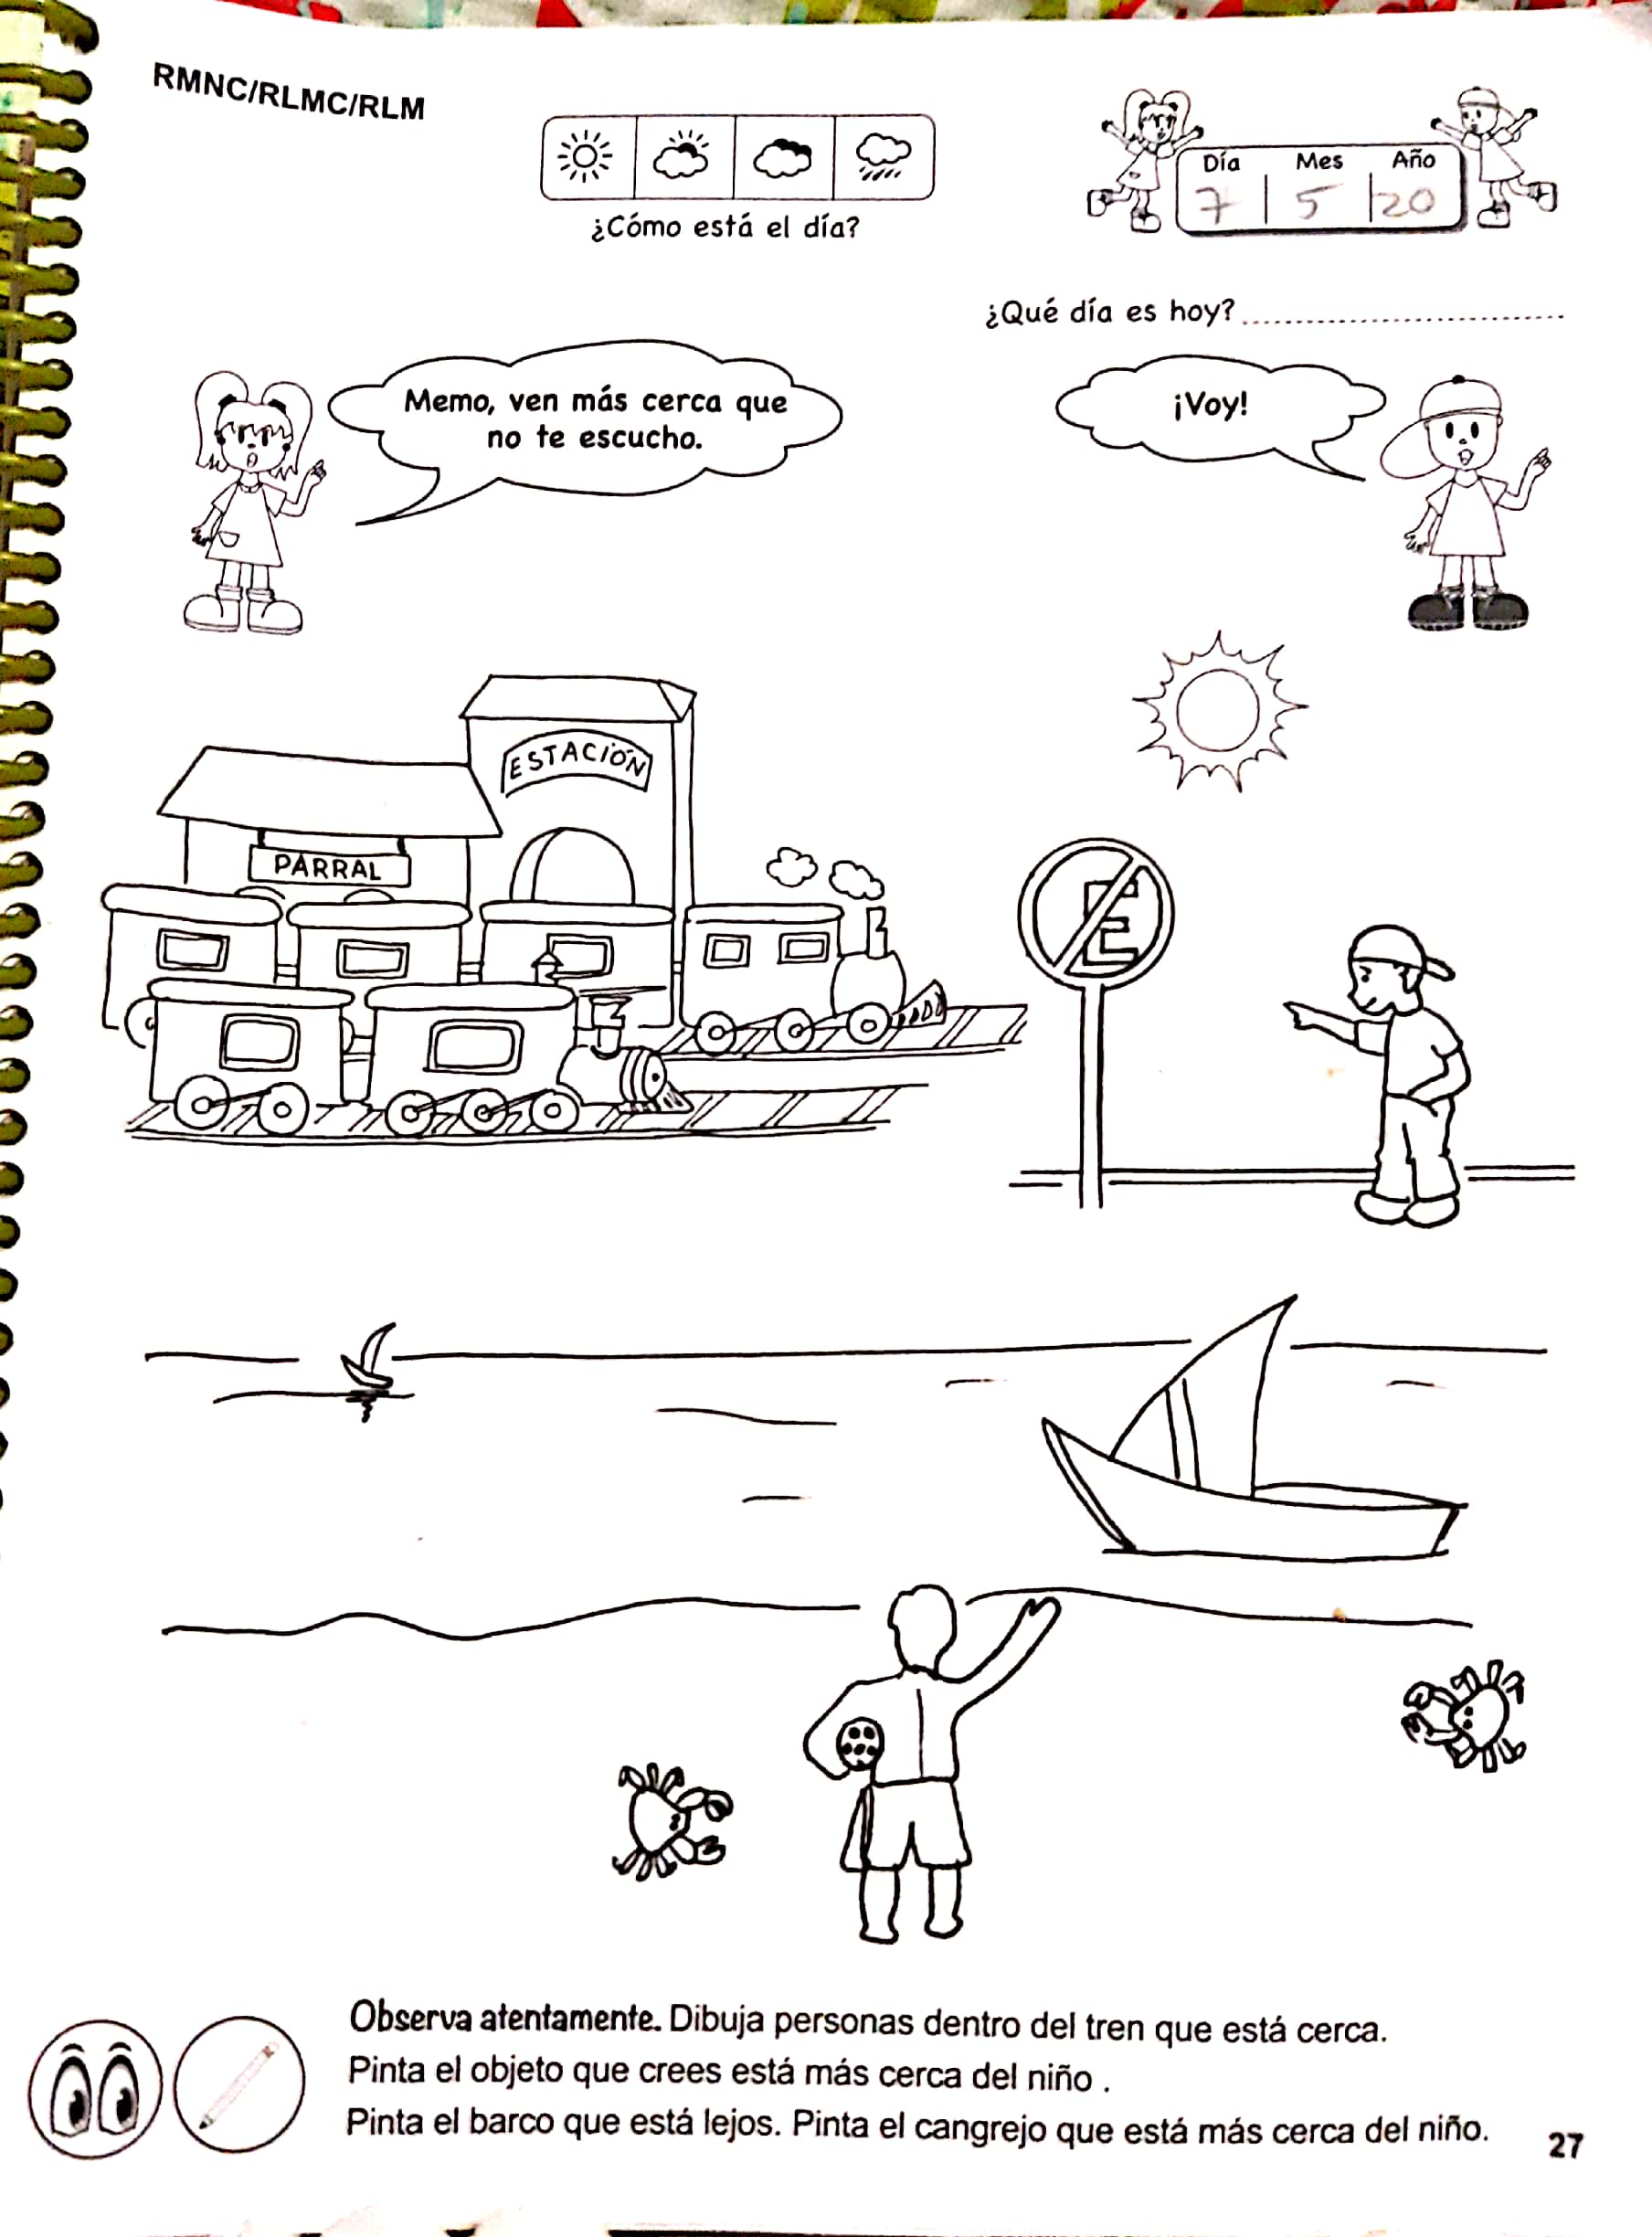 RMNC/RLMC/RLM
¿Cómo está el día?
Día Mes Año
7 5 20
¿Qué día es hoy?
Memo, ven más cerca que
no te escucho.
¡Voy!
ESTACIÓN
PARRAL
E
Observa atentamente. Dibuja personas dentro del tren que está cerca.
Pinta el objeto que crees está más cerca del niño .
Pinta el barco que está lejos. Pinta el cangrejo que está más cerca del niño.
27